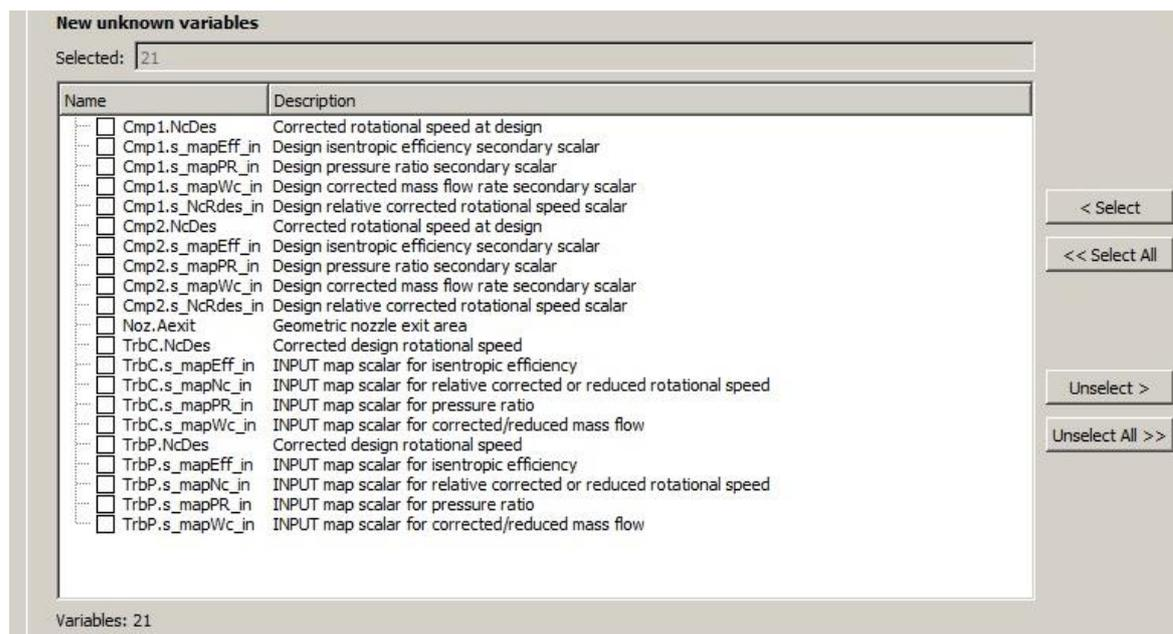 New unknown variables
Selected: 21
Name Description
Cmp1.NcDes Corrected rotational speed at design
Cmp1.s_mapEff_in Design isentropic efficiency secondary scalar
Cmp1.s_mapPR_in Design pressure ratio secondary scalar
Cmp1.s_mapWc_in Design corrected mass flow rate secondary scalar
Cmp1.s_NcRdes_in Design relative corrected rotational speed scalar
Cmp2.NcDes Corrected rotational speed at design
Cmp2.s_mapEff_in Design isentropic efficiency secondary scalar
Cmp2.s_mapPR_in Design pressure ratio secondary scalar
Cmp2.s_mapWc_in Design corrected mass flow rate secondary scalar
Cmp2.s_NcRdes_in Design relative corrected rotational speed scalar
Noz.Aexit Geometric nozzle exit area
TrbC.NcDes Corrected design rotational speed
TrbC.s_mapEff_in INPUT map scalar for isentropic efficiency
TrbC.s_mapNc_in INPUT map scalar for relative corrected or reduced rotational speed
TrbC.s_mapPR_in INPUT map scalar for pressure ratio
TrbC.s_mapWc_in INPUT map scalar for corrected/reduced mass flow
TrbP.NcDes Corrected design rotational speed
TrbP.s_mapEff_in INPUT map scalar for isentropic efficiency
TrbP.s_mapNc_in INPUT map scalar for relative corrected or reduced rotational speed
TrbP.s_mapPR_in INPUT map scalar for pressure ratio
TrbP.s_mapWc_in INPUT map scalar for corrected/reduced mass flow
< Select
<< Select All
Unselect >
Unselect All >>
Variables: 21